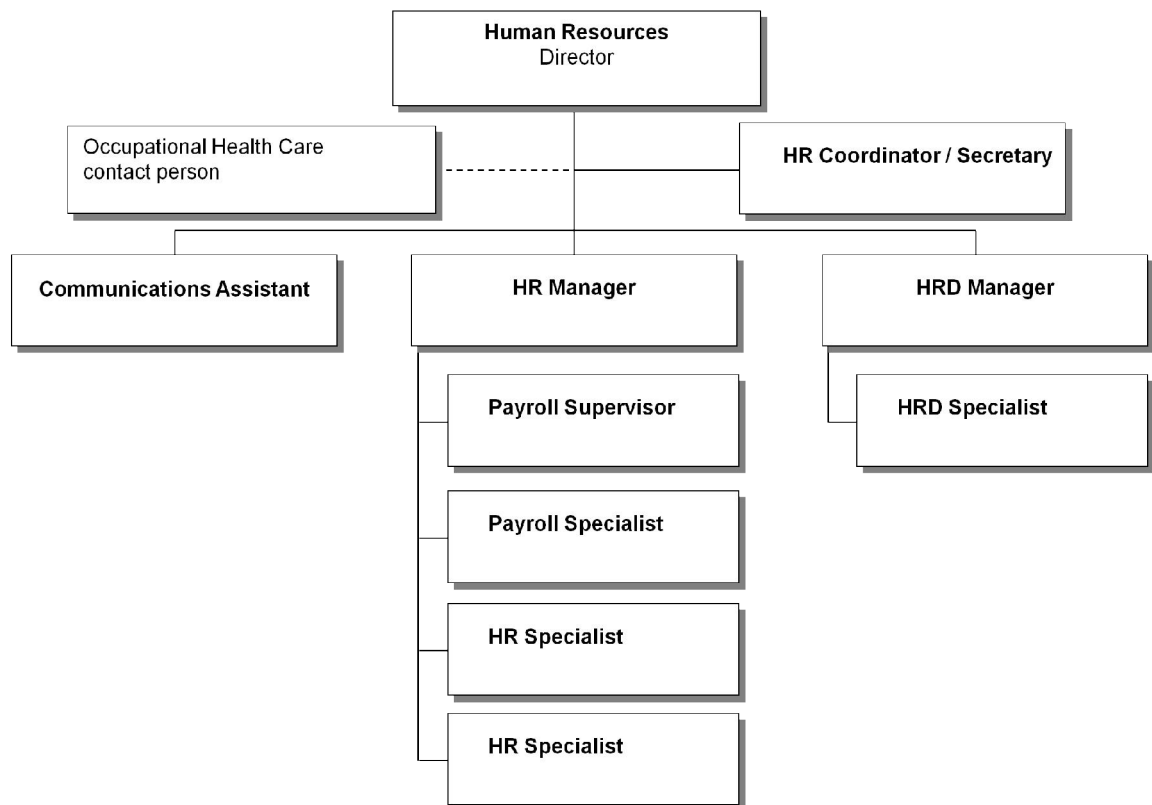 Human Resources
Director
Occupational Health Care
contact person
HR Coordinator / Secretary
Communications Assistant
HR Manager
HRD Manager
Payroll Supervisor
HRD Specialist
Payroll Specialist
HR Specialist
HR Specialist